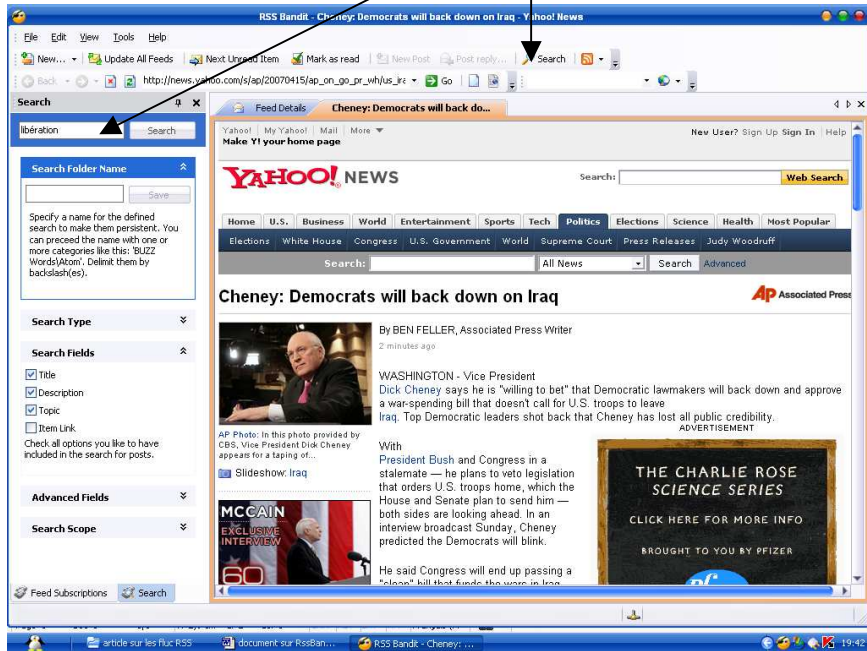 RSS Bandit - Cheney: Democrats will back down on Iraq - Yahoo! News
File Edit View Tools Help
New... Update All Feeds Next Unread Item Mark as read New Post Post reply... Search
Back http://news.yahoo.com/s/ap/20070415/ap_on_go_pr_wh/us_ira Go
Search
libération Search
Search Folder Name
Save
Specify a name for the defined
search to make them persistent. You
can preceed the name with one or
more categories like this: 'BUZZ
Words\Atom'. Delimit them by
backslash(es).
Search Type
Search Fields
Title
Description
Topic
Item Link
Check all options you like to have
included in the search for posts.
Advanced Fields
Search Scope
Feed Subscriptions Search
Feed Details Cheney: Democrats will back do...
Yahoo! My Yahoo! Mail More
Make Y! your home page
New User? Sign Up Sign In Help
YAHOO! NEWS
Search: Web Search
Home U.S. Business World Entertainment Sports Tech Politics Elections Science Health Most Popular
Elections White House Congress U.S. Government World Supreme Court Press Releases Judy Woodruff
Search: All News Search Advanced
Cheney: Democrats will back down on Iraq
AP Associated Press
By BEN FELLER, Associated Press Writer
2 minutes ago
WASHINGTON - Vice President
Dick Cheney says he is "willing to bet" that Democratic lawmakers will back down and approve
a war-spending bill that doesn't call for U.S. troops to leave
Iraq. Top Democratic leaders shot back that Cheney has lost all public credibility.
ADVERTISEMENT
AP Photo: In this photo provided by
CBS, Vice President Dick Cheney
appears for a taping of...
Slideshow: Iraq
With
President Bush and Congress in a
stalemate — he plans to veto legislation
that orders U.S. troops home, which the
House and Senate plan to send him —
both sides are looking ahead. In an
interview broadcast Sunday, Cheney
predicted the Democrats will blink.
He said Congress will end up passing a
"clean" bill that funds the wars in Iraq
MCCAIN
EXCLUSIVE
INTERVIEW
60
THE CHARLIE ROSE
SCIENCE SERIES
CLICK HERE FOR MORE INFO
BROUGHT TO YOU BY PFIZER
article sur les fluc RSS document sur RssBan... RSS Bandit - Cheney: ... 19:42